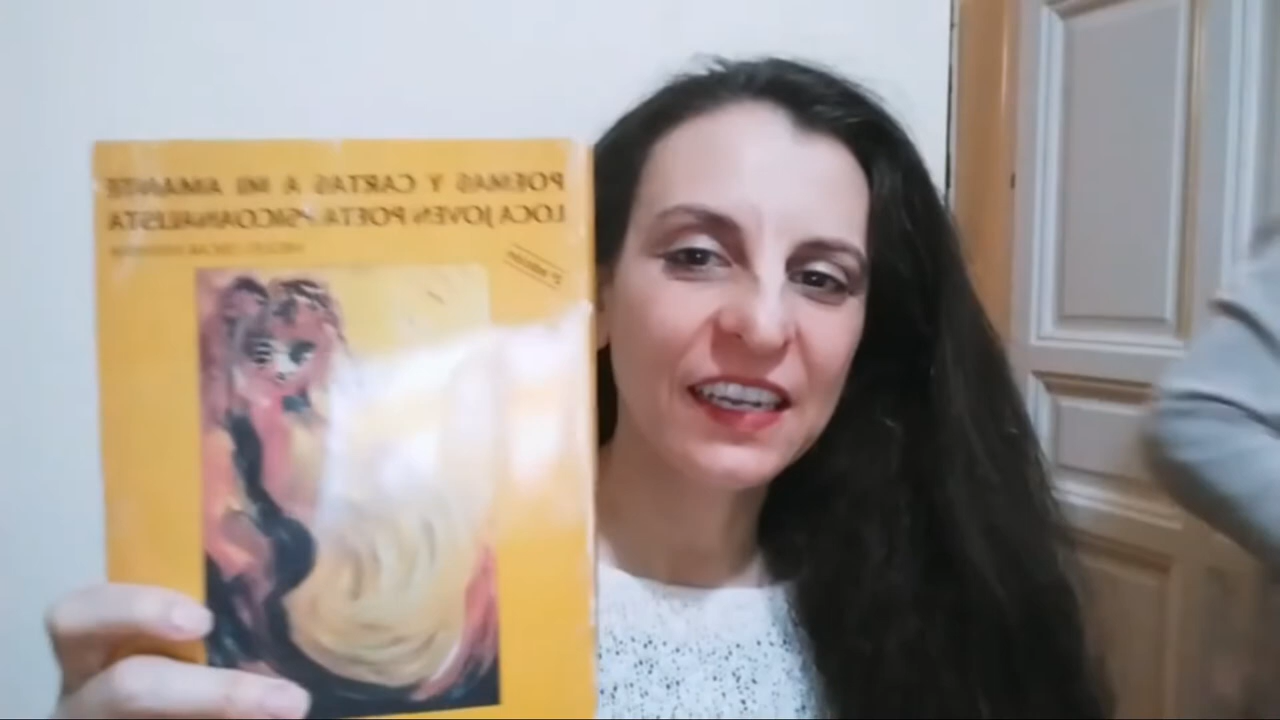 POEMAS Y CARTAS A MI AMANTE
LOCA JOVEN POETA PSICOANALISTA